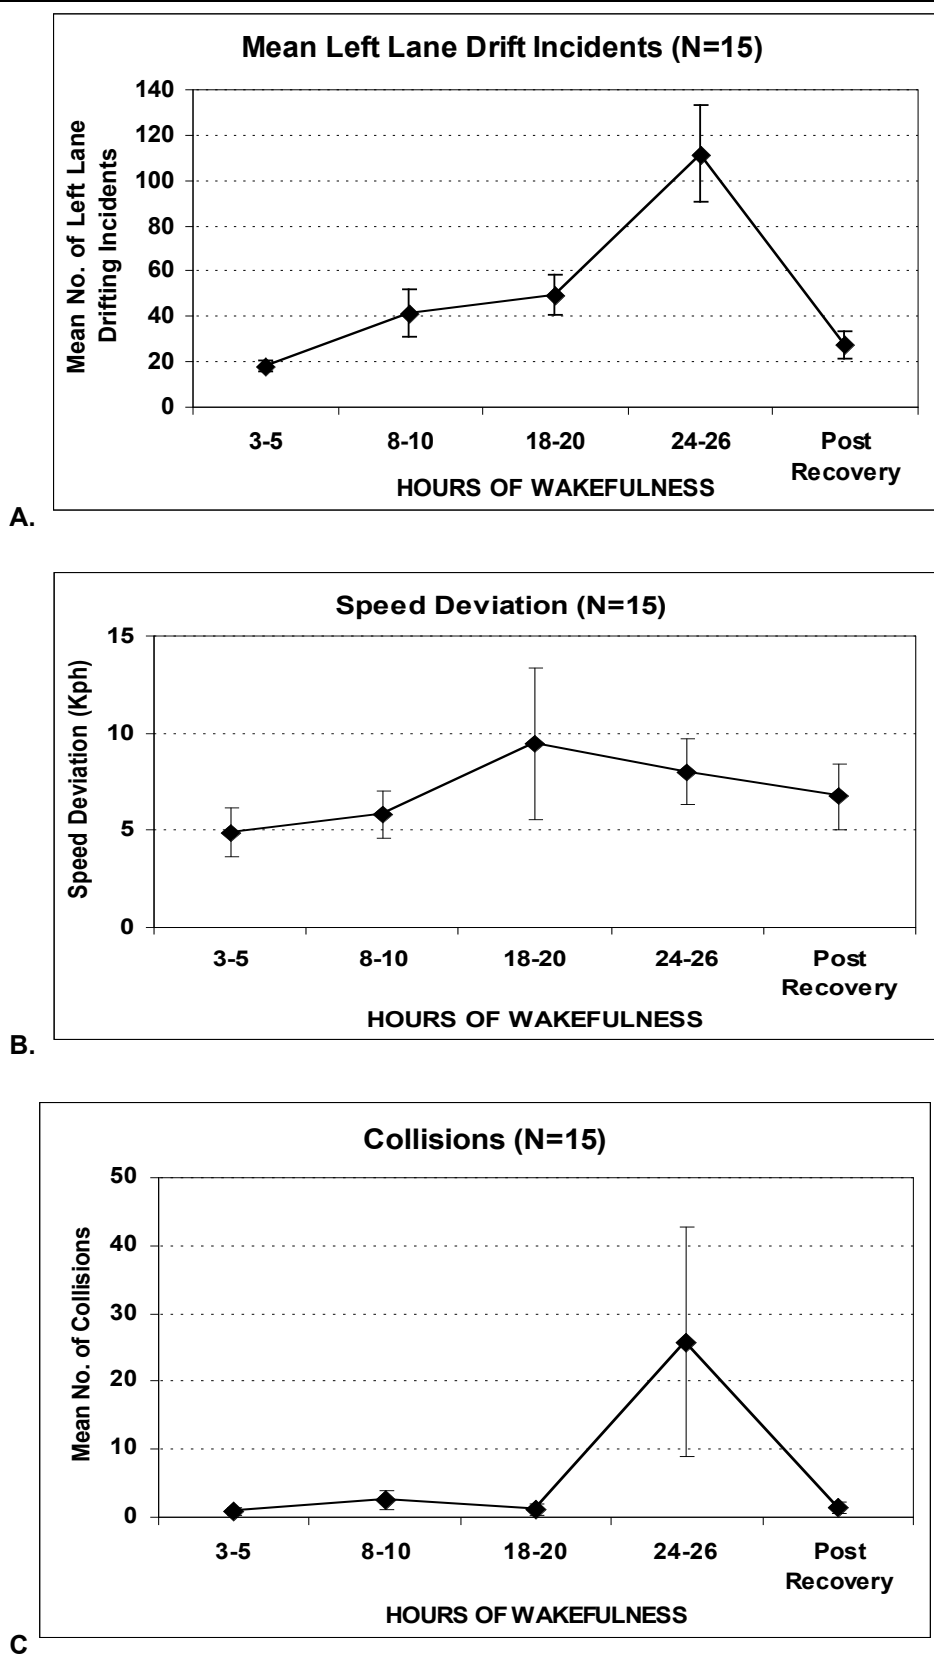 Mean Left Lane Drift Incidents (N=15)
Mean No. of Left Lane
Drifting Incidents
140
120
100
80
60
40
20
0
3-5 8-10 18-20 24-26 Post
Recovery
HOURS OF WAKEFULNESS
A.
Speed Deviation (N=15)
Speed Deviation (Kph)
15
10
5
0
3-5 8-10 18-20 24-26 Post
Recovery
HOURS OF WAKEFULNESS
B.
Collisions (N=15)
Mean No. of Collisions
50
40
30
20
10
0
3-5 8-10 18-20 24-26 Post
Recovery
HOURS OF WAKEFULNESS
C